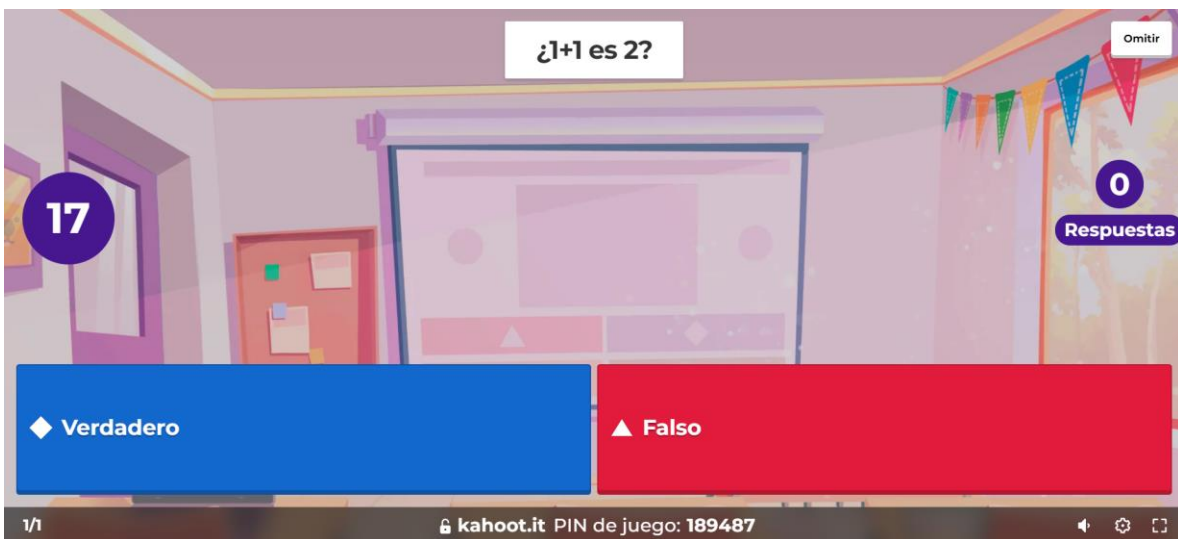 ¿1+1 es 2?
Omitir
17
0
Respuestas
Verdadero
Falso
1/1
kahoot.it PIN de juego: 189487